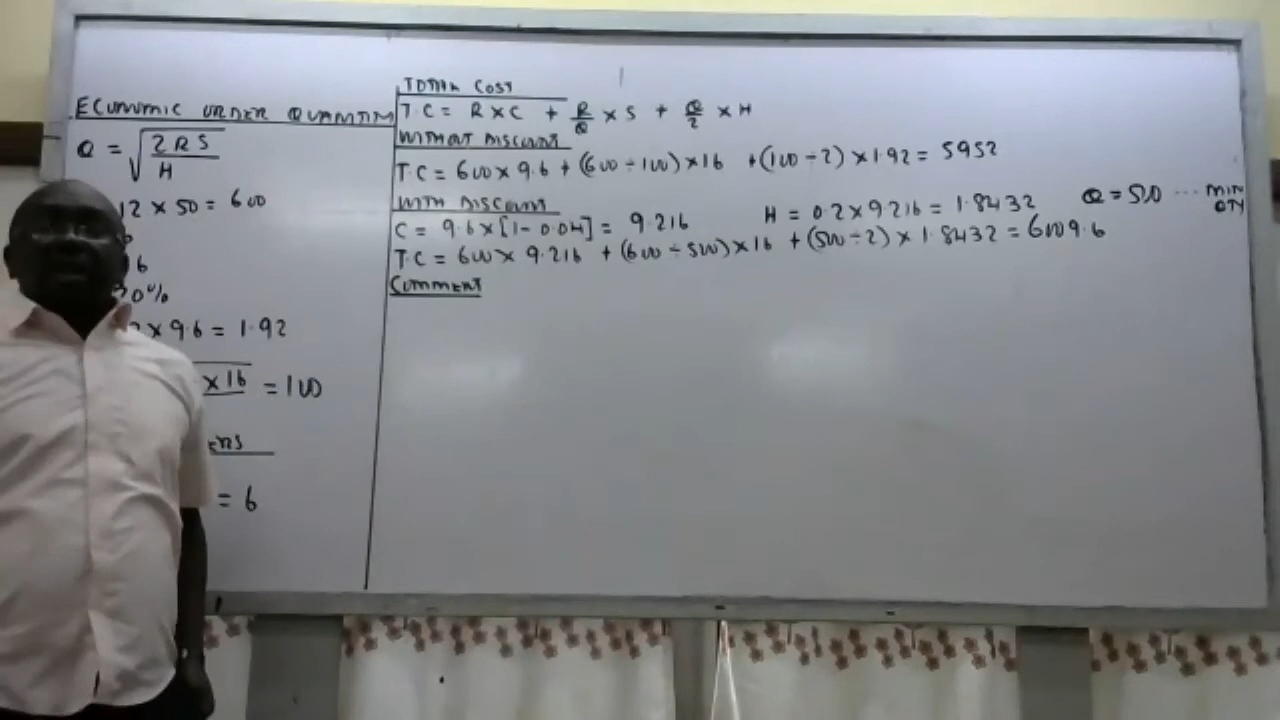 ECONOMIC ORDER QUANTITY
Q = √2RS / H
12 × 50 = 600
6
20%
× 9.6 = 1.92
× 16 = 100
= 6
TOTAL COST
T.C = R×C + R/Q × S + Q/2 × H
WITHOUT DISCOUNT
T.C = 600 × 9.6 + (600 ÷ 100) × 16 + (100 ÷ 2) × 1.92 = 5952
WITH DISCOUNT
C = 9.6 × [1 - 0.04] = 9.216 H = 0.2 × 9.216 = 1.8432 Q = 500 ... MIN QTY
T.C = 600 × 9.216 + (600 ÷ 500) × 16 + (500 ÷ 2) × 1.8432 = 6009.6
COMMENT